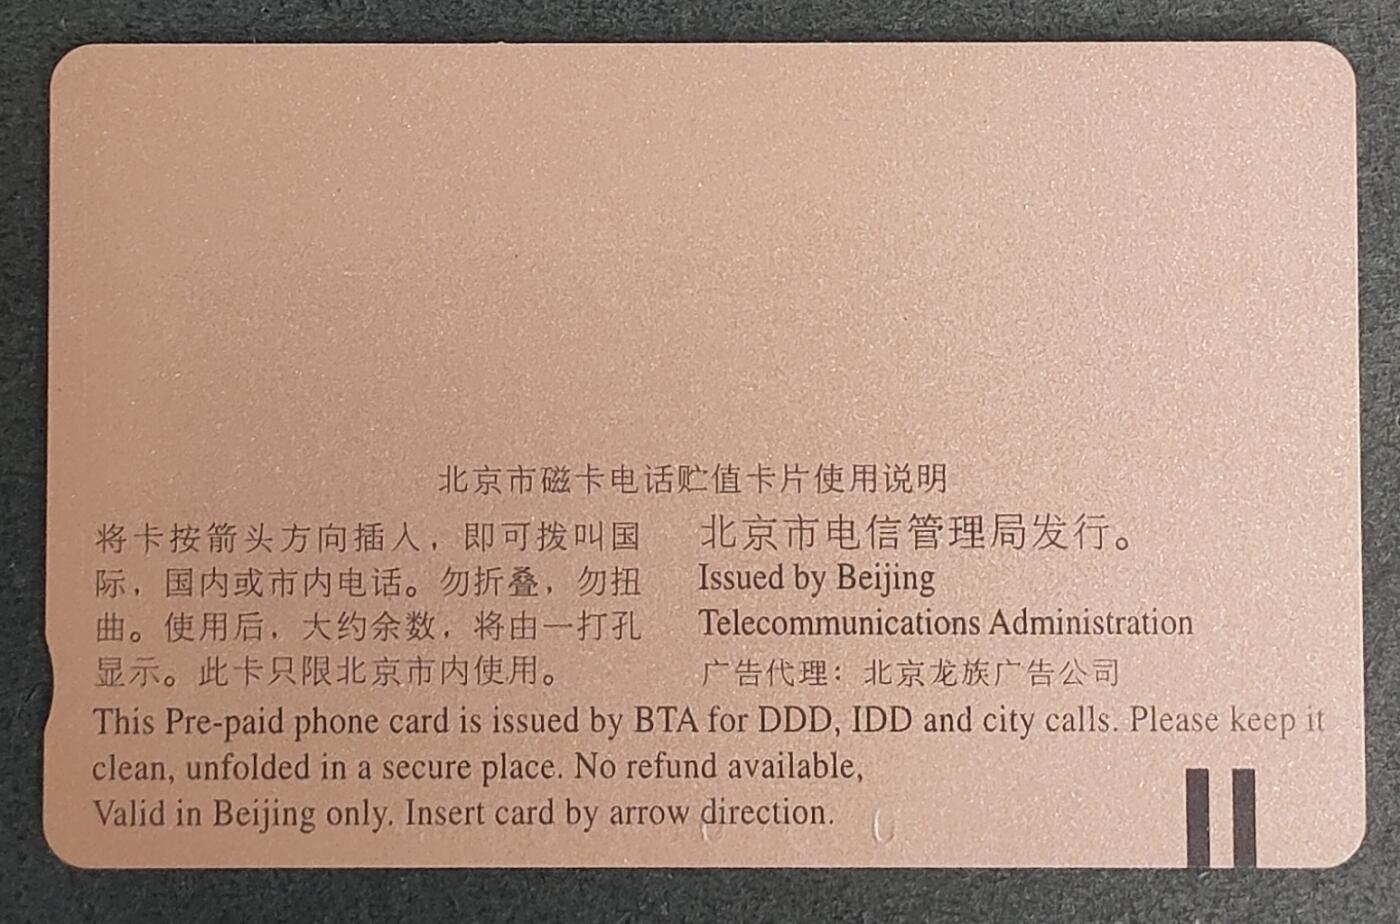 北京市磁卡电话贮值卡片使用说明
将卡按箭头方向插入，即可拨叫国
际，国内或市内电话。勿折叠，勿扭
曲。使用后，大约余数，将由一打孔
显示。此卡只限北京市内使用。
北京市电信管理局发行。
Issued by Beijing
Telecommunications Administration
广告代理：北京龙族广告公司
This Pre-paid phone card is issued by BTA for DDD, IDD and city calls. Please keep it
clean, unfolded in a secure place. No refund available,
Valid in Beijing only. Insert card by arrow direction.